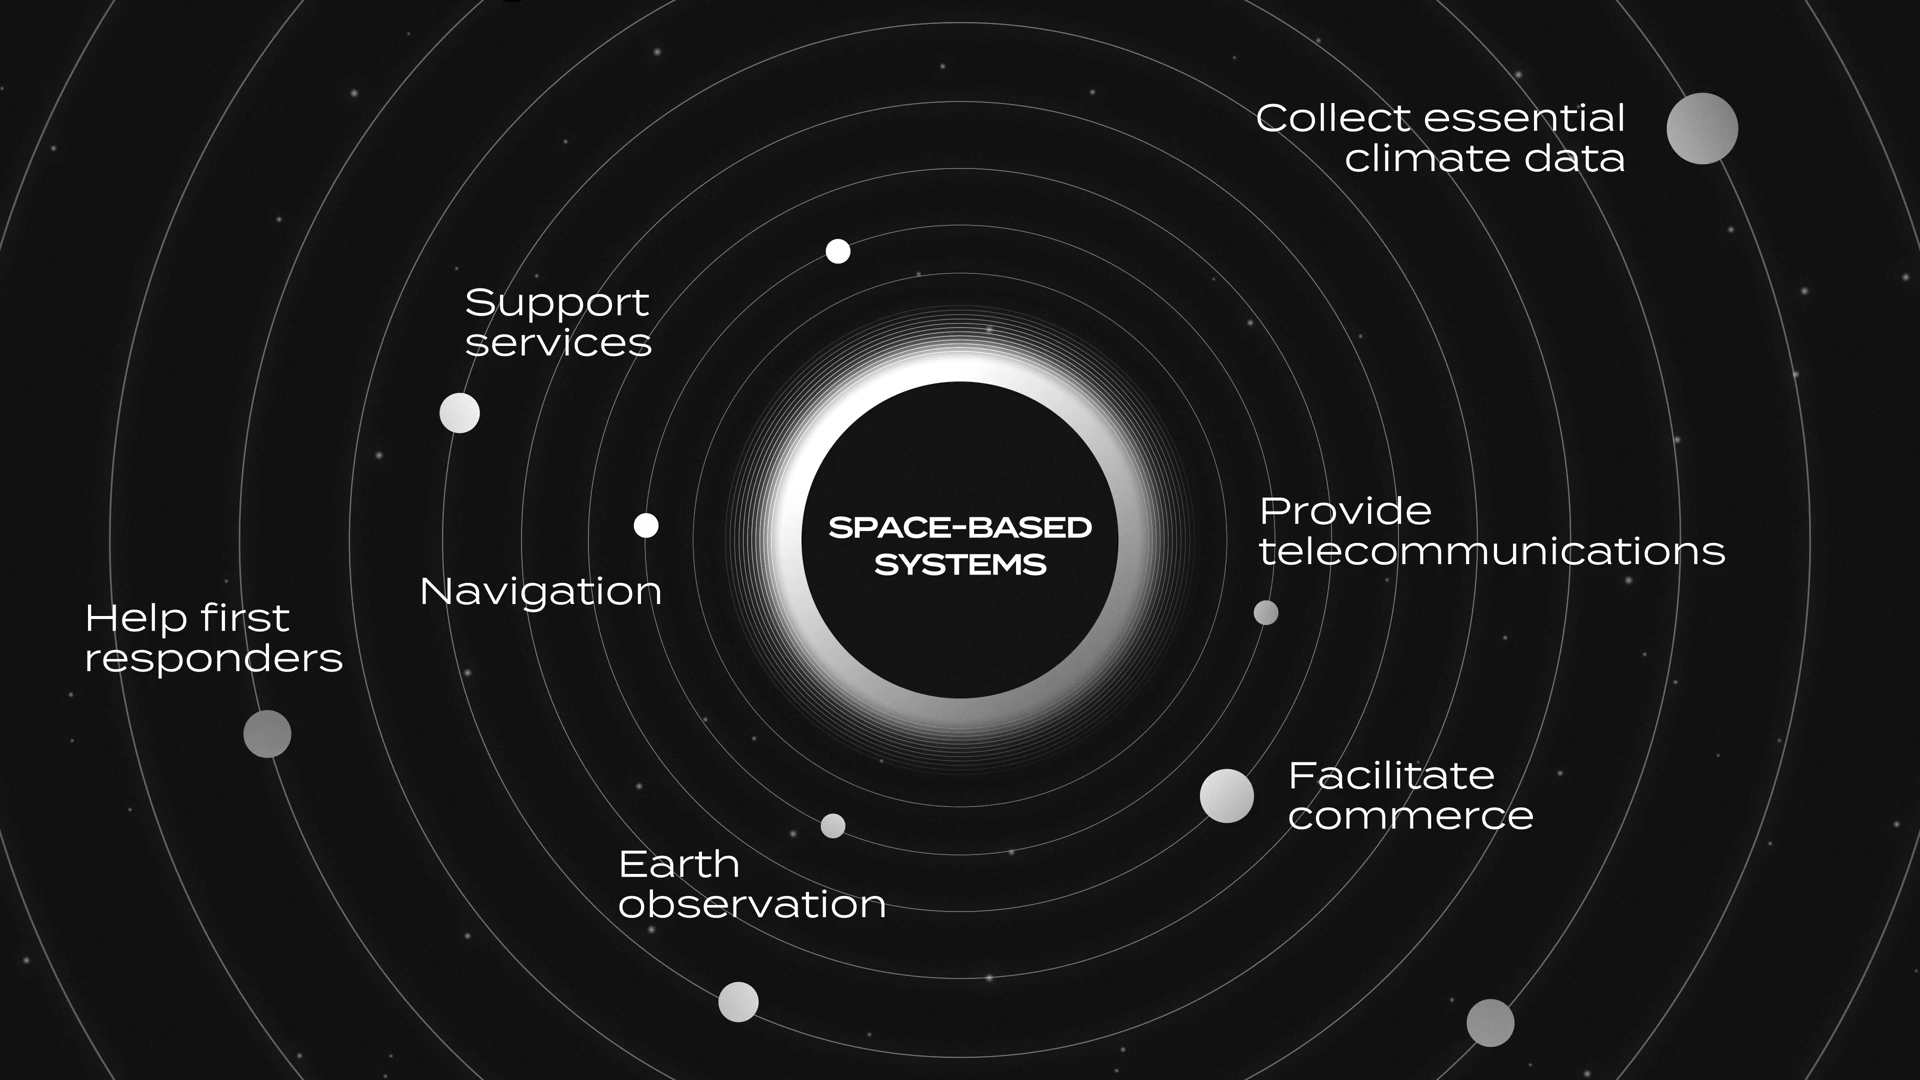 Collect essential
climate data
Support
services
SPACE-BASED
SYSTEMS
Provide
telecommunications
Navigation
Help first
responders
Facilitate
commerce
Earth
observation